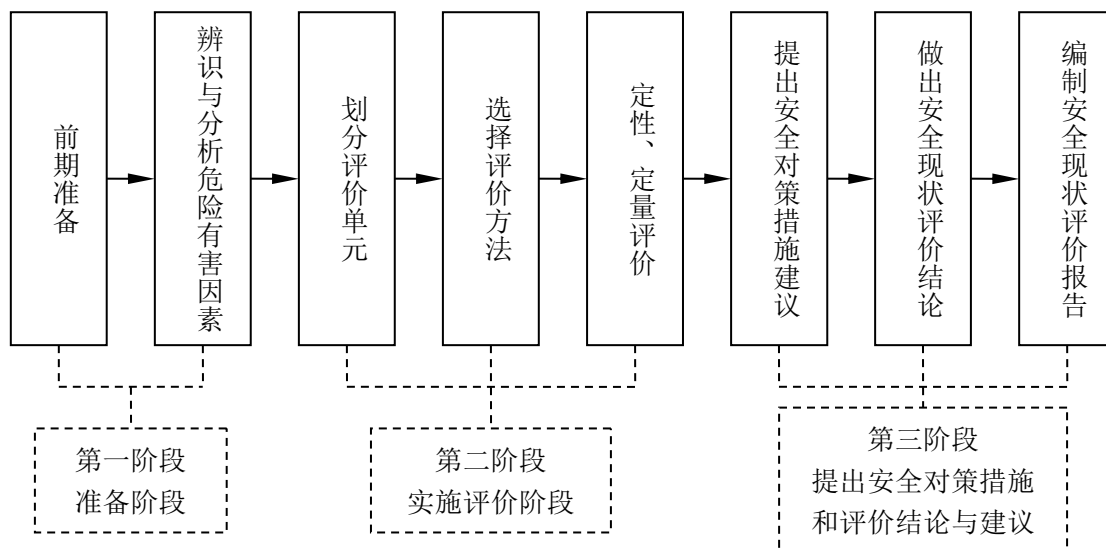 前期准备
辨识与分析危险有害因素
划分评价单元
选择评价方法
定性、定量评价
提出安全对策措施建议
做出安全现状评价结论
编制安全现状评价报告
第一阶段
准备阶段
第二阶段
实施评价阶段
第三阶段
提出安全对策措施
和评价结论与建议